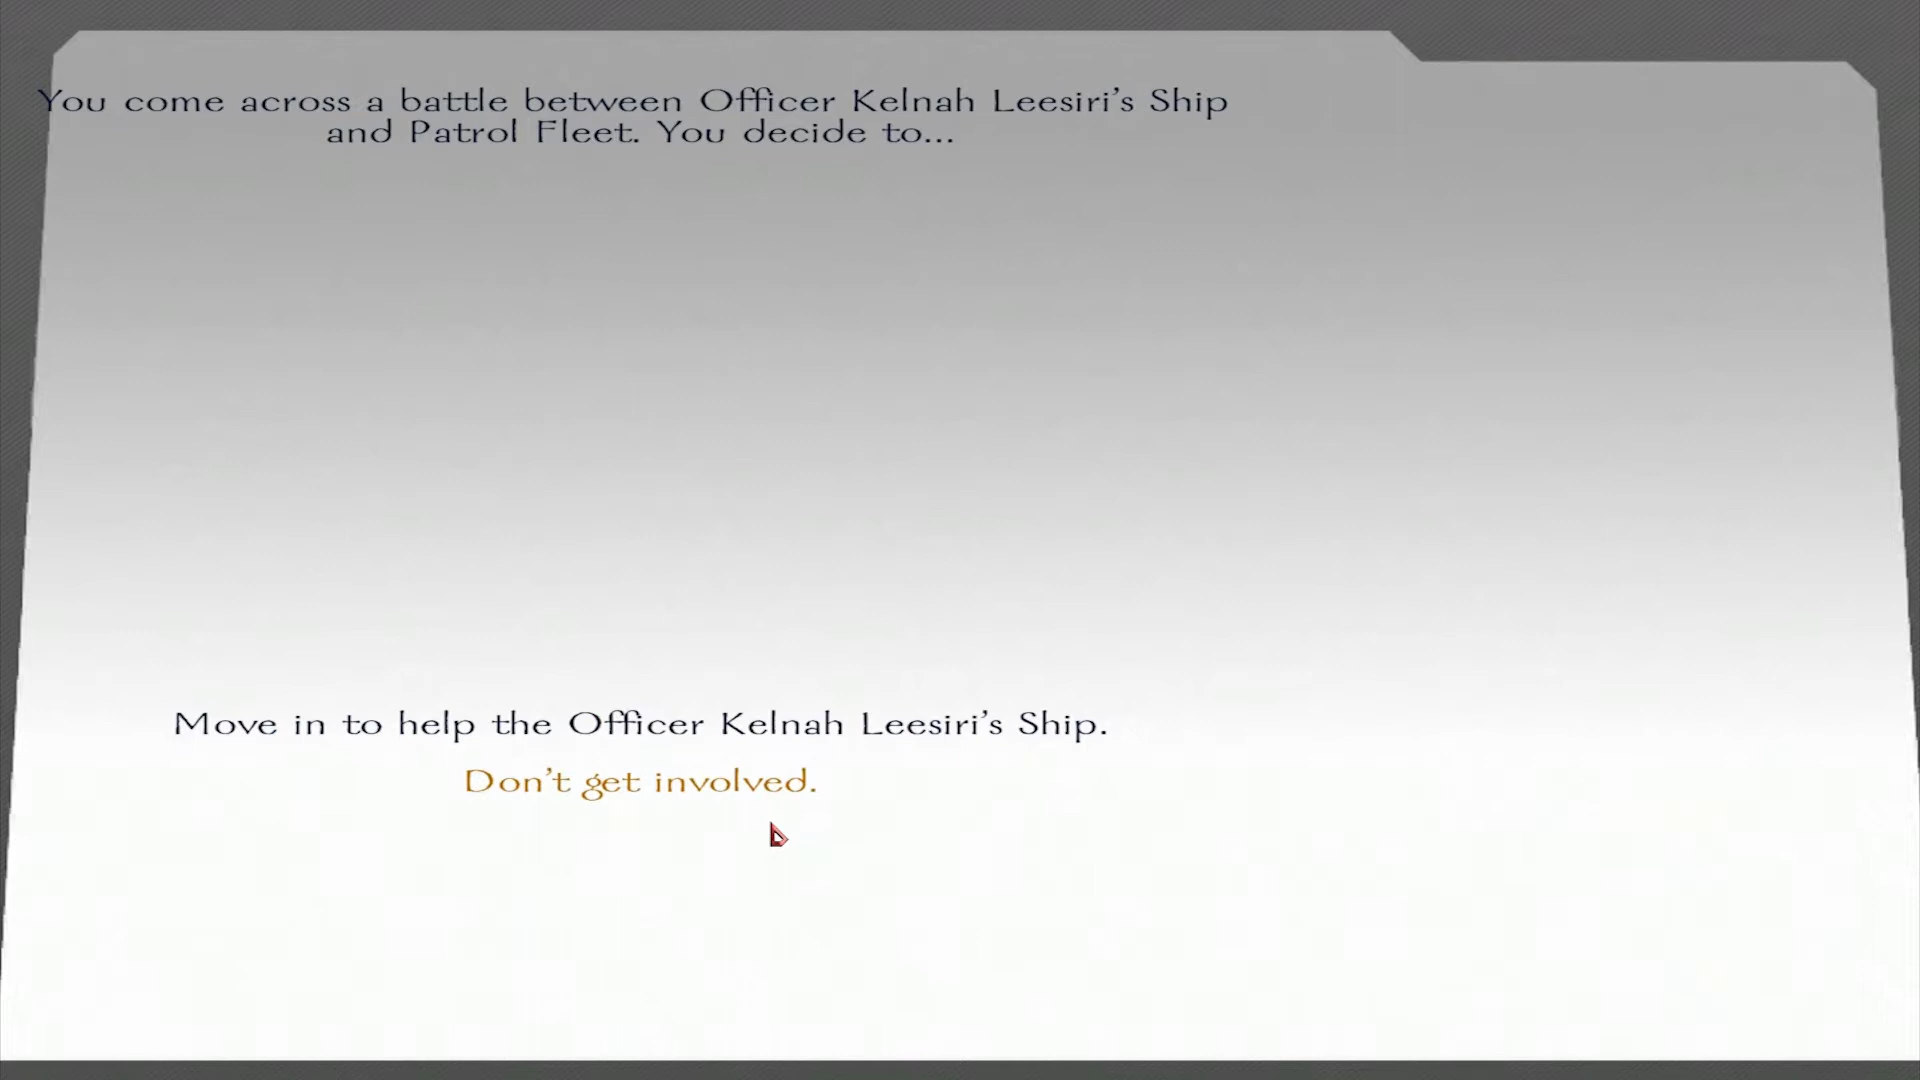 You come across a battle between Officer Kelnah Leesiri's Ship
and Patrol Fleet. You decide to...
Move in to help the Officer Kelnah Leesiri's Ship.
Don't get involved.